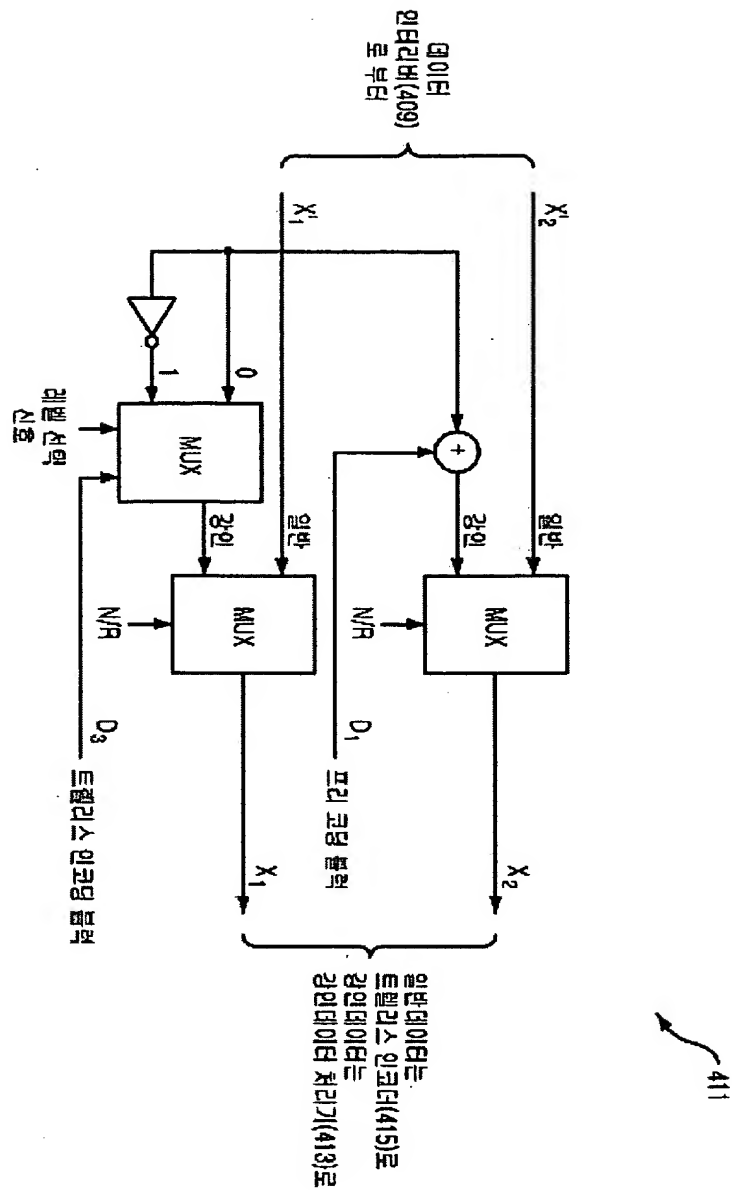 411
데이터
인터리버(409)
로 부터
X'2
X'1
0
1
레벨 선택
신호
MUX
강인
일반
강인
일반
MUX
N/R
MUX
N/R
D3
트렐리스 인코딩 블럭
D1
프리 코딩 블럭
X2
X1
일반데이터는
트렐리스 인코더(415)로
강인데이터는
강인데이터 처리기(413)로